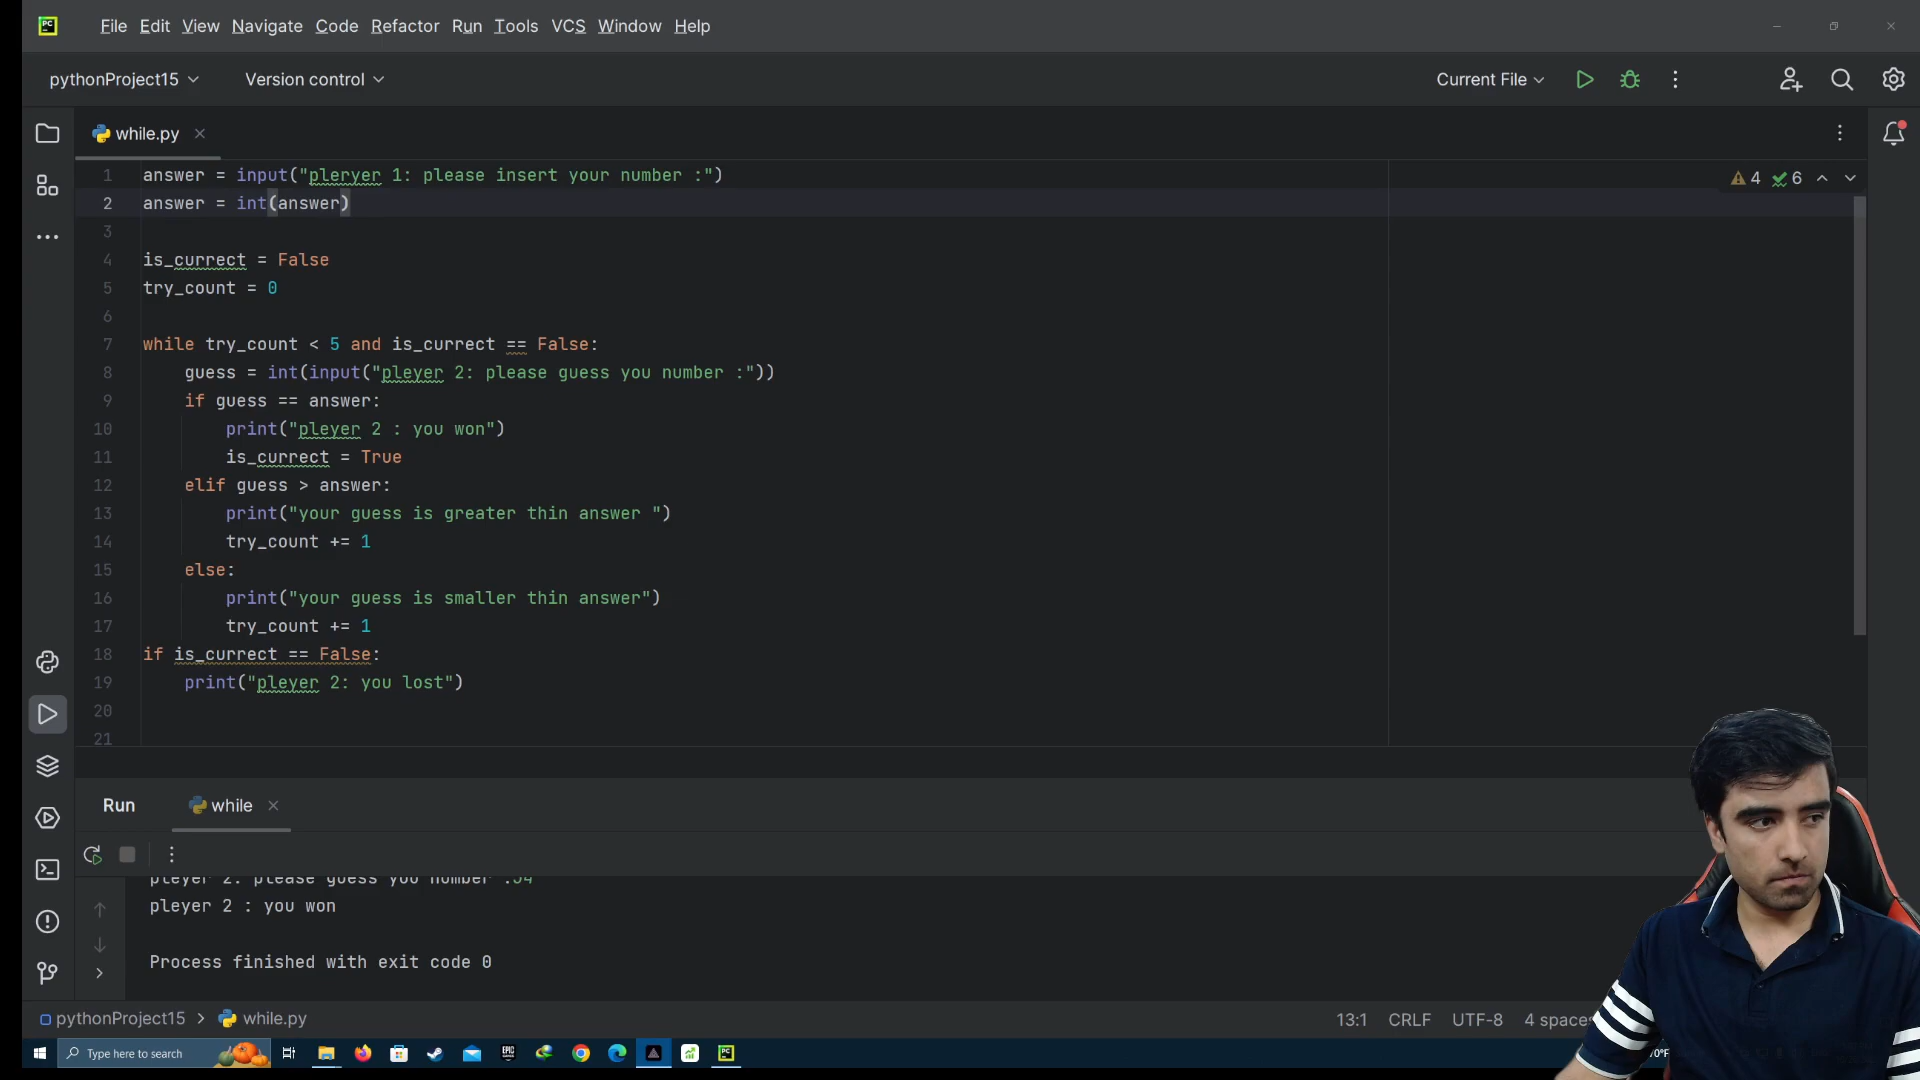 PC
File Edit View Navigate Code Refactor Run Tools VCS Window Help
pythonProject15 Version control Current File
while.py
1 answer = input("pleryer 1: please insert your number :")
2 answer = int(answer)
3
4 is_currect = False
5 try_count = 0
6
7 while try_count < 5 and is_currect == False:
8 guess = int(input("pleyer 2: please guess you number :"))
9 if guess == answer:
10 print("pleyer 2 : you won")
11 is_currect = True
12 elif guess > answer:
13 print("your guess is greater thin answer ")
14 try_count += 1
15 else:
16 print("your guess is smaller thin answer")
17 try_count += 1
18 if is_currect == False:
19 print("pleyer 2: you lost")
20
21
4 6
Run while
pleyer 2: please guess you number :54
pleyer 2 : you won
Process finished with exit code 0
pythonProject15 > while.py 13:1 CRLF UTF-8 4 spaces
Type here to search
EPIC
PC
70°F